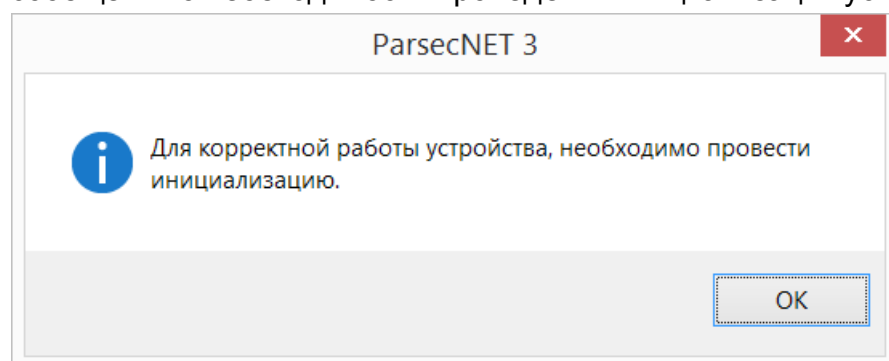 ParsecNET 3
Для корректной работы устройства, необходимо провести
инициализацию.
OK